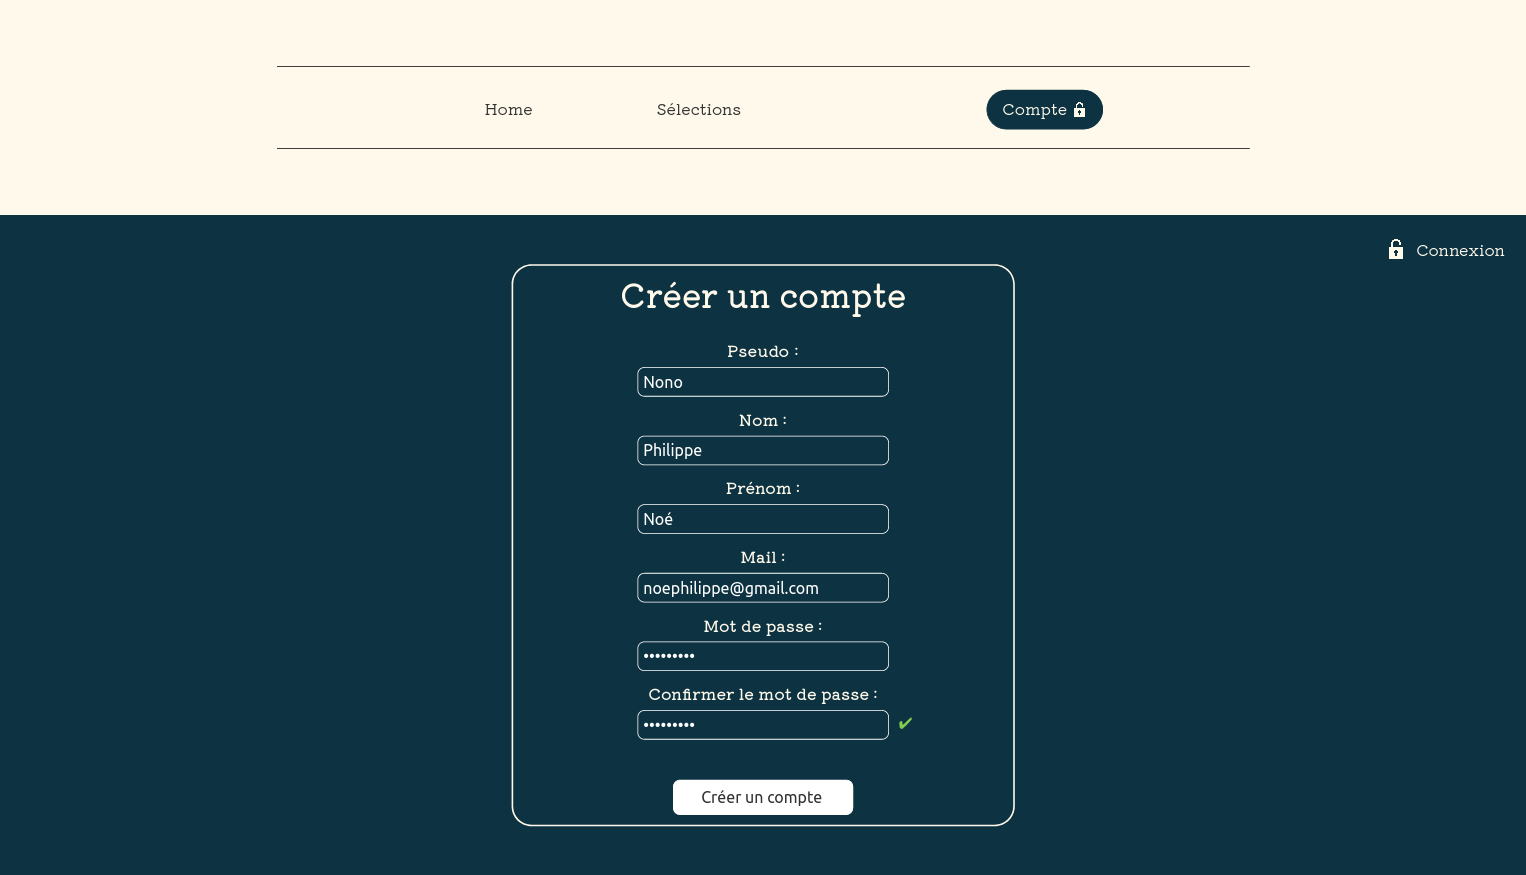 Home
Sélections
Compte
Connexion
Créer un compte
Pseudo :
Nono
Nom :
Philippe
Prénom :
Noé
Mail :
noephilippe@gmail.com
Mot de passe :
•••••••••
Confirmer le mot de passe :
•••••••••
Créer un compte